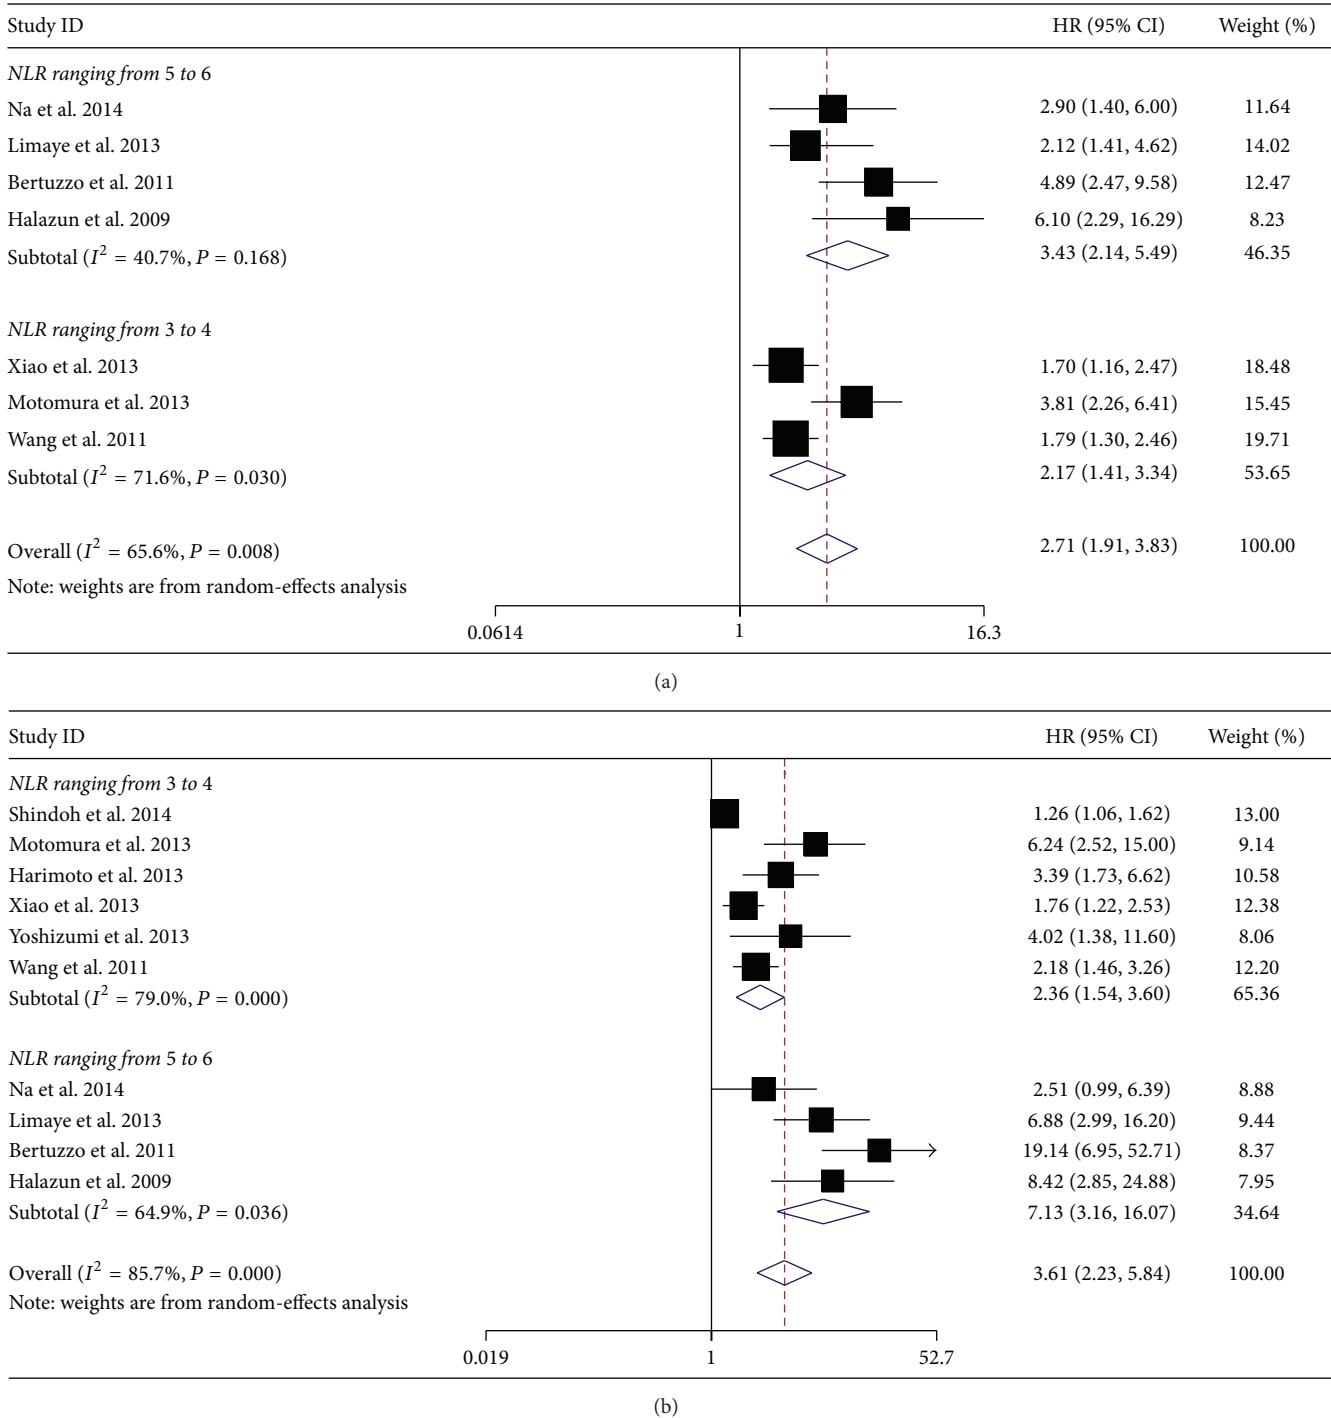 Study ID HR (95% CI) Weight (%)
NLR ranging from 5 to 6
Na et al. 2014 2.90 (1.40, 6.00) 11.64
Limaye et al. 2013 2.12 (1.41, 4.62) 14.02
Bertuzzo et al. 2011 4.89 (2.47, 9.58) 12.47
Halazun et al. 2009 6.10 (2.29, 16.29) 8.23
Subtotal (I² = 40.7%, P = 0.168) 3.43 (2.14, 5.49) 46.35
NLR ranging from 3 to 4
Xiao et al. 2013 1.70 (1.16, 2.47) 18.48
Motomura et al. 2013 3.81 (2.26, 6.41) 15.45
Wang et al. 2011 1.79 (1.30, 2.46) 19.71
Subtotal (I² = 71.6%, P = 0.030) 2.17 (1.41, 3.34) 53.65
Overall (I² = 65.6%, P = 0.008) 2.71 (1.91, 3.83) 100.00
Note: weights are from random-effects analysis
0.0614 1 16.3
(a)
Study ID HR (95% CI) Weight (%)
NLR ranging from 3 to 4
Shindoh et al. 2014 1.26 (1.06, 1.62) 13.00
Motomura et al. 2013 6.24 (2.52, 15.00) 9.14
Harimoto et al. 2013 3.39 (1.73, 6.62) 10.58
Xiao et al. 2013 1.76 (1.22, 2.53) 12.38
Yoshizumi et al. 2013 4.02 (1.38, 11.60) 8.06
Wang et al. 2011 2.18 (1.46, 3.26) 12.20
Subtotal (I² = 79.0%, P = 0.000) 2.36 (1.54, 3.60) 65.36
NLR ranging from 5 to 6
Na et al. 2014 2.51 (0.99, 6.39) 8.88
Limaye et al. 2013 6.88 (2.99, 16.20) 9.44
Bertuzzo et al. 2011 19.14 (6.95, 52.71) 8.37
Halazun et al. 2009 8.42 (2.85, 24.88) 7.95
Subtotal (I² = 64.9%, P = 0.036) 7.13 (3.16, 16.07) 34.64
Overall (I² = 85.7%, P = 0.000) 3.61 (2.23, 5.84) 100.00
Note: weights are from random-effects analysis
0.019 1 52.7
(b)